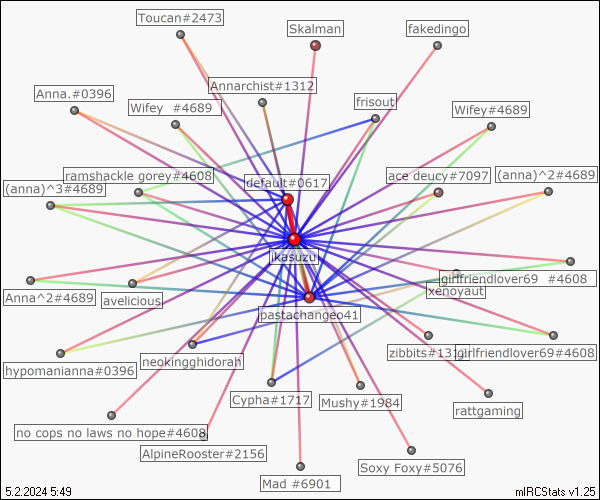 Toucan#2473
Skalman
fakedingo
Annarchist#1312
Anna.#0396
Wifey  #4689
frisout
Wifey#4689
ramshackle gorey#4608
default#0617
ace deucy#7097
(anna)^2#4689
(anna)^3#4689
ikasuzu
girlfriendlover69  #4608
xenoyaut
Anna^2#4689
avelicious
pastachangeo41
zibbits#131
girlfriendlover69#4608
neokingghidorah
hypomanianna#0396
Cypha#1717
Mushy#1984
rattgaming
no cops no laws no hope#4608
AlpineRooster#2156
Soxy Foxy#5076
Mad #6901
5.2.2024 5:49
mIRCStats v1.25